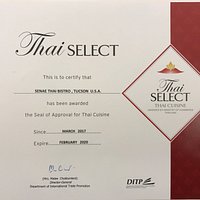 Thai SELECT
This is to certify that
SENAE THAI BISTRO, TUCSON U.S.A.
has been awarded
the Seal of Approval for Thai Cuisine
Since: MARCH 2017
Expire: FEBRUARY 2020
Director-General
Department of International Trade Promotion
Thai
SELECT
THAI CUISINE
DITP